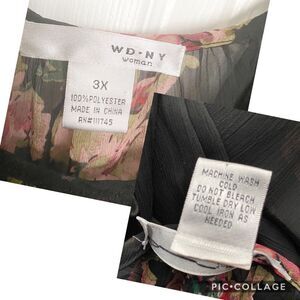 WD•NY
woman
3X
100% POLYESTER
MADE IN CHINA
RN#111745
MACHINE WASH
COLD
DO NOT BLEACH
TUMBLE DRY LOW
COOL IRON AS
NEEDED
PIC•COLLAGE